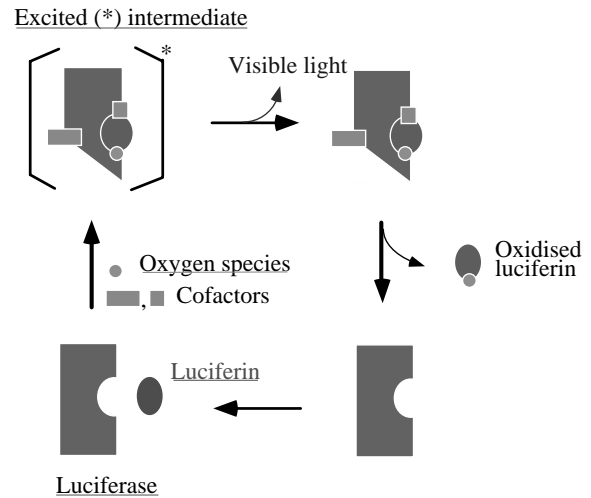 Excited (*) intermediate
*
Visible light
Oxidised
luciferin
Oxygen species
, Cofactors
Luciferin
Luciferase